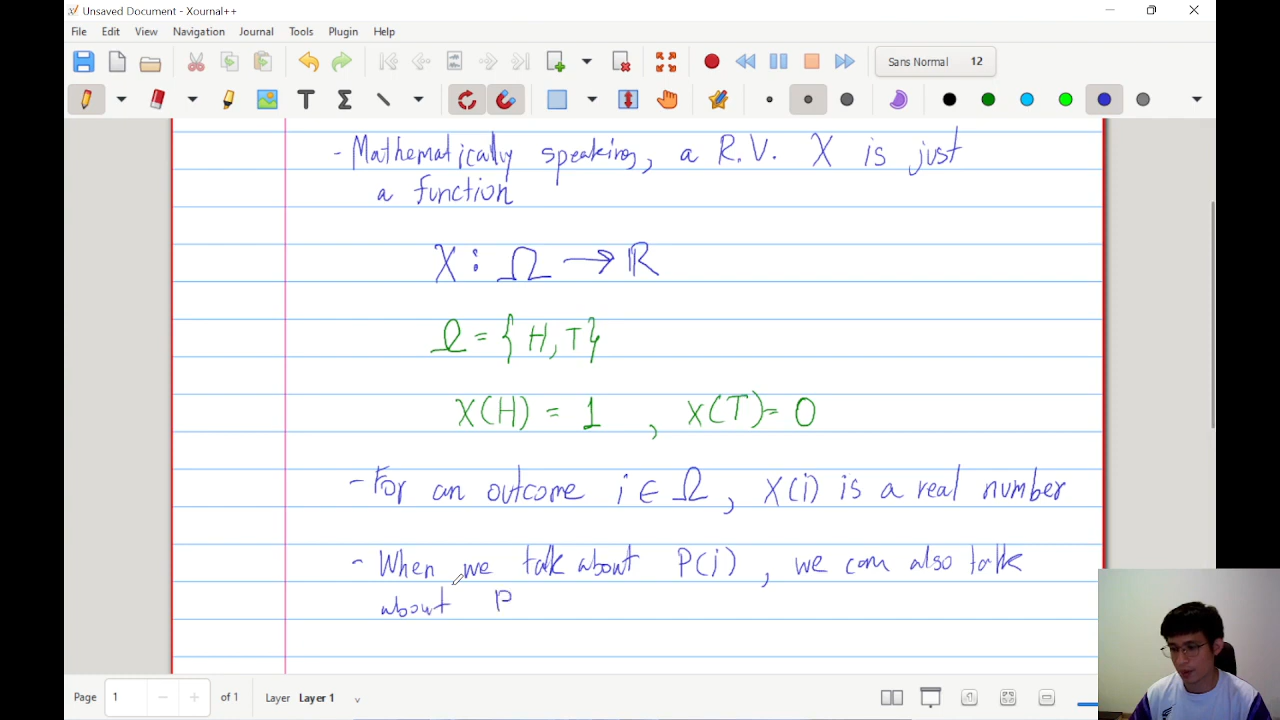 Unsaved Document - Xournal++
File Edit View Navigation Journal Tools Plugin Help
Sans Normal 12
- Mathematically speaking, a R.V. X is just
a function
X : Ω → ℝ
Ω = { H, T }
X(H) = 1 , X(T) = 0
- For an outcome i ∈ Ω , X(i) is a real number
- When we talk about P(i) , we can also talk
about P
Page 1 of 1 Layer Layer 1